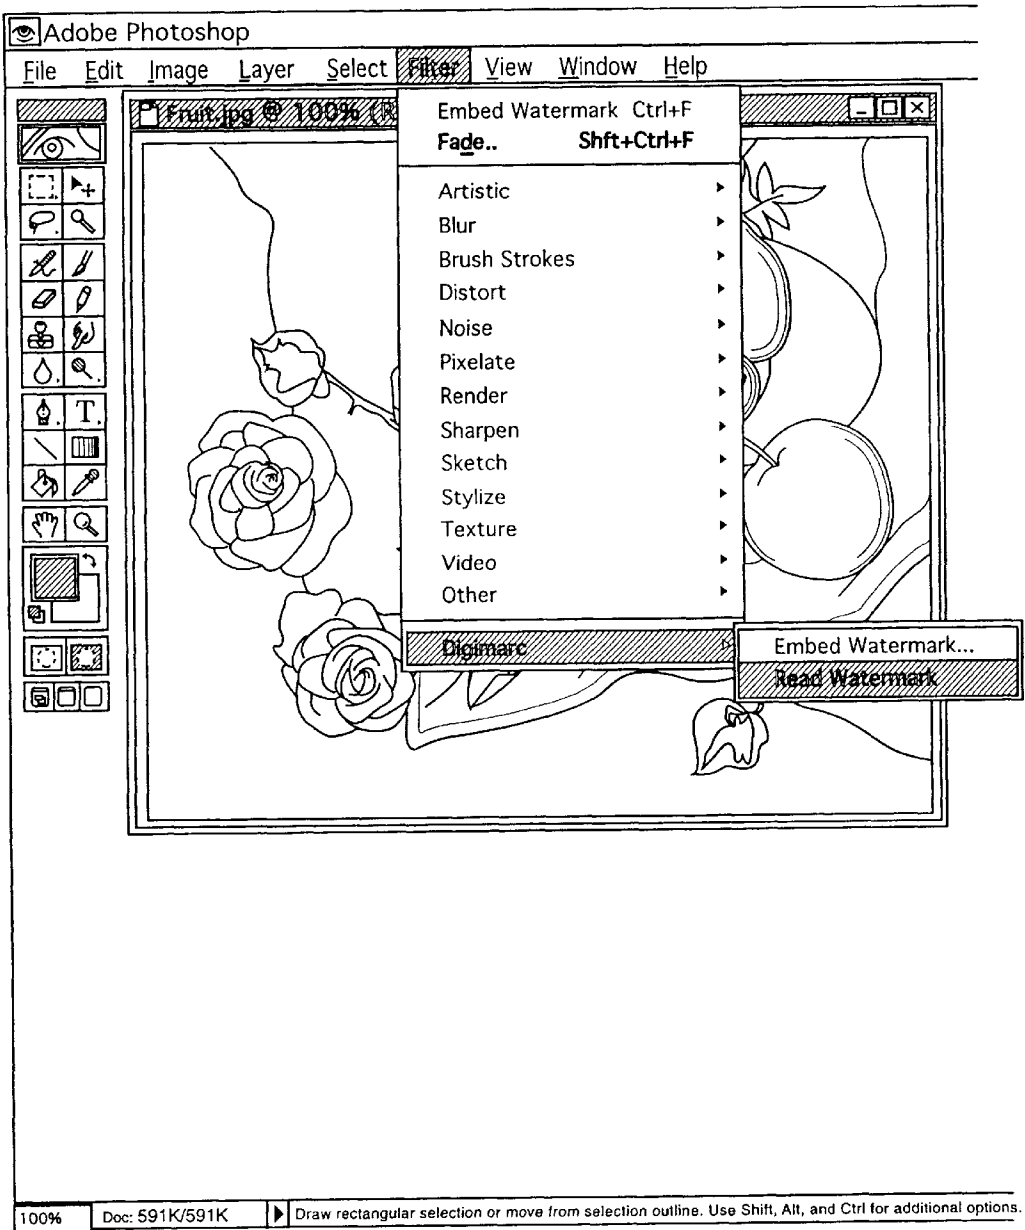 Adobe Photoshop
File Edit Image Layer Select Filter View Window Help
Fruit.jpg @ 100% (R
Embed Watermark Ctrl+F
Fade.. Shft+Ctrl+F
Artistic
Blur
Brush Strokes
Distort
Noise
Pixelate
Render
Sharpen
Sketch
Stylize
Texture
Video
Other
Digimarc
Embed Watermark...
Read Watermark
T
100% Doc: 591K/591K Draw rectangular selection or move from selection outline. Use Shift, Alt, and Ctrl for additional options.